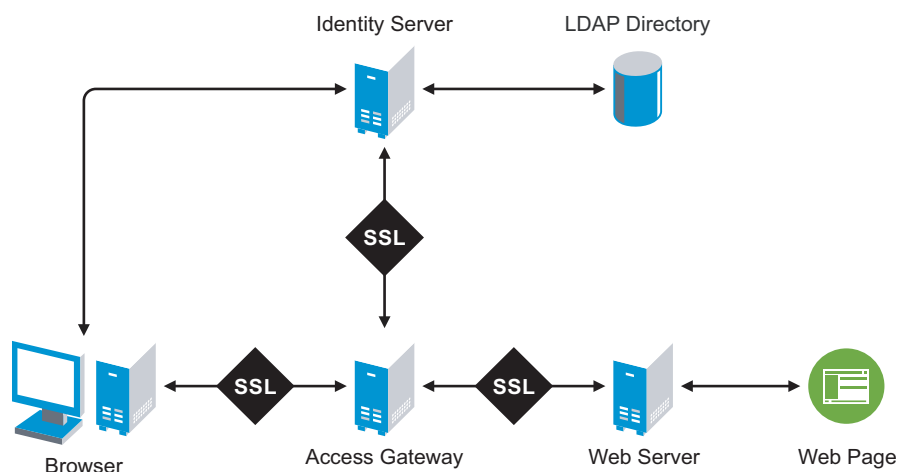 Identity Server
LDAP Directory
SSL
SSL
SSL
Browser
Access Gateway
Web Server
Web Page